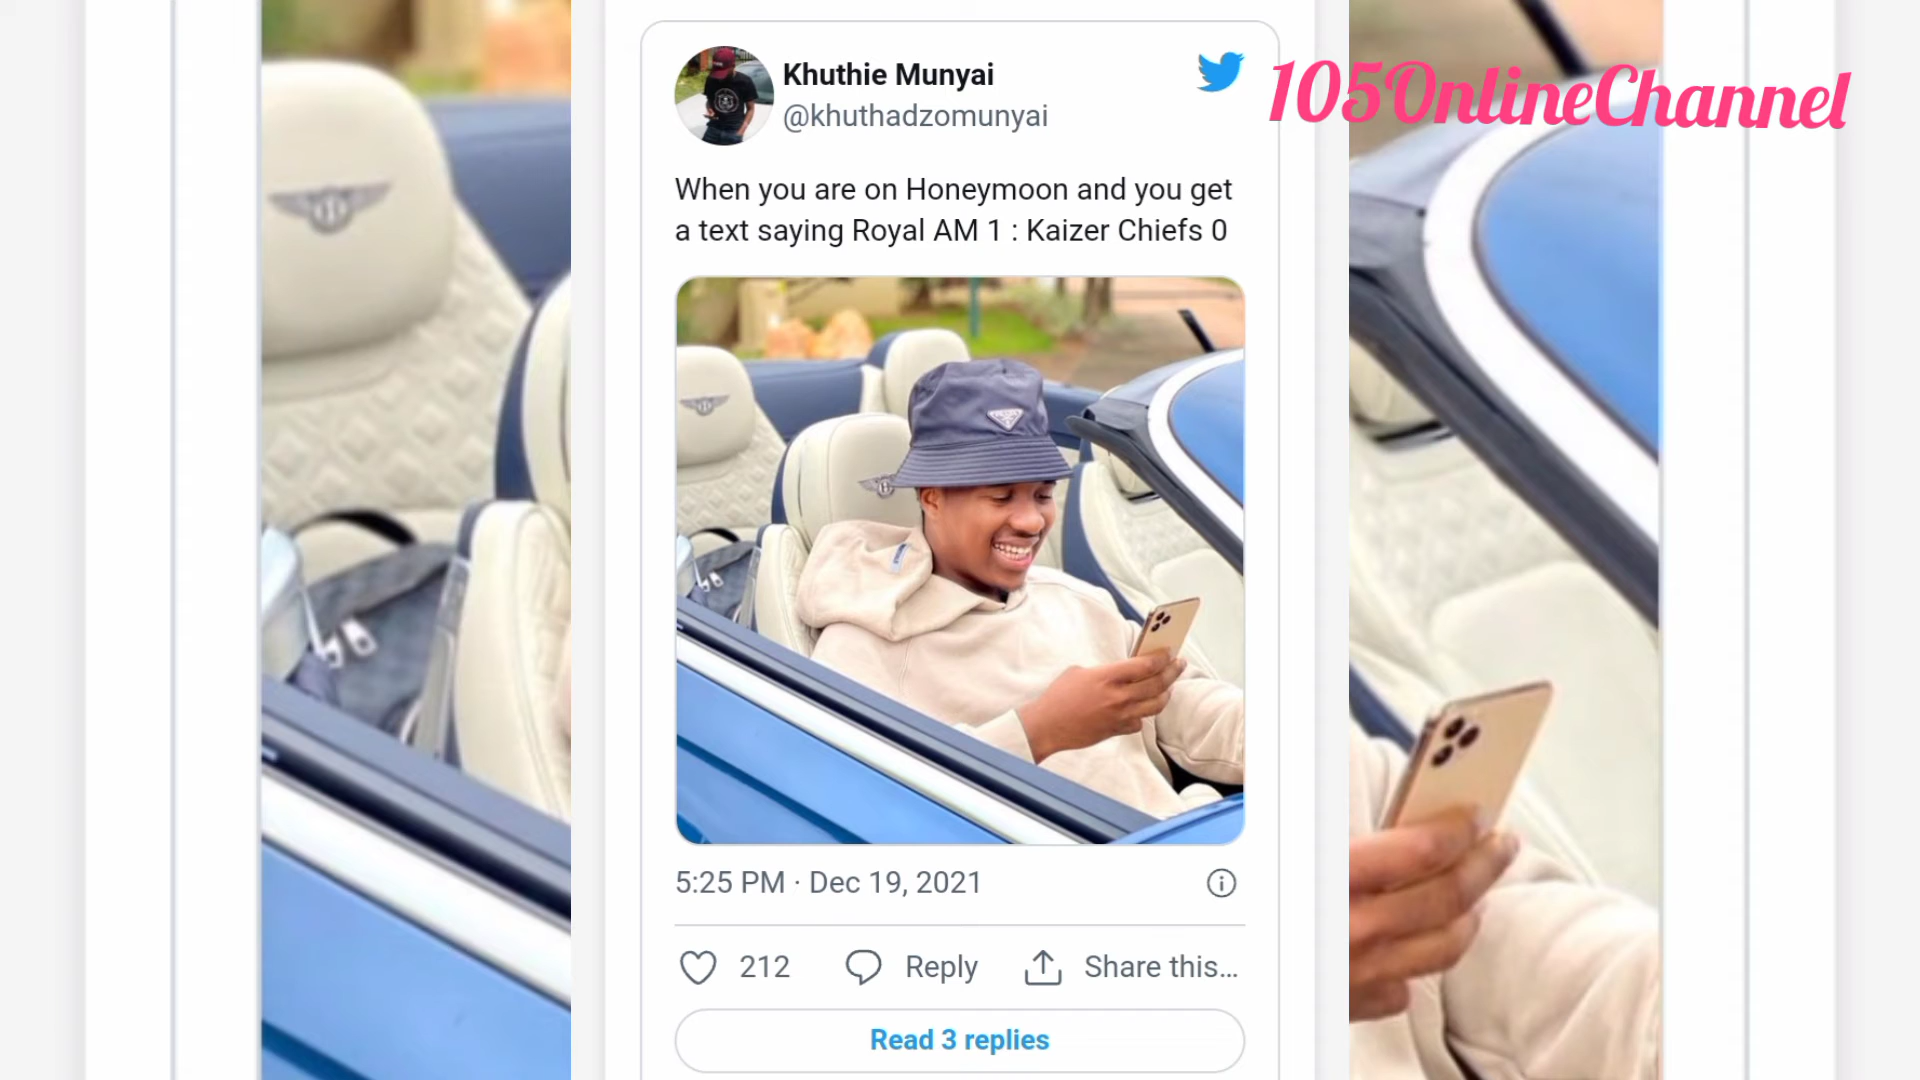 Khuthie Munyai
@khuthadzomunyai
105OnlineChannel
When you are on Honeymoon and you get
a text saying Royal AM 1 : Kaizer Chiefs 0
5:25 PM · Dec 19, 2021
212
Reply
Share this...
Read 3 replies